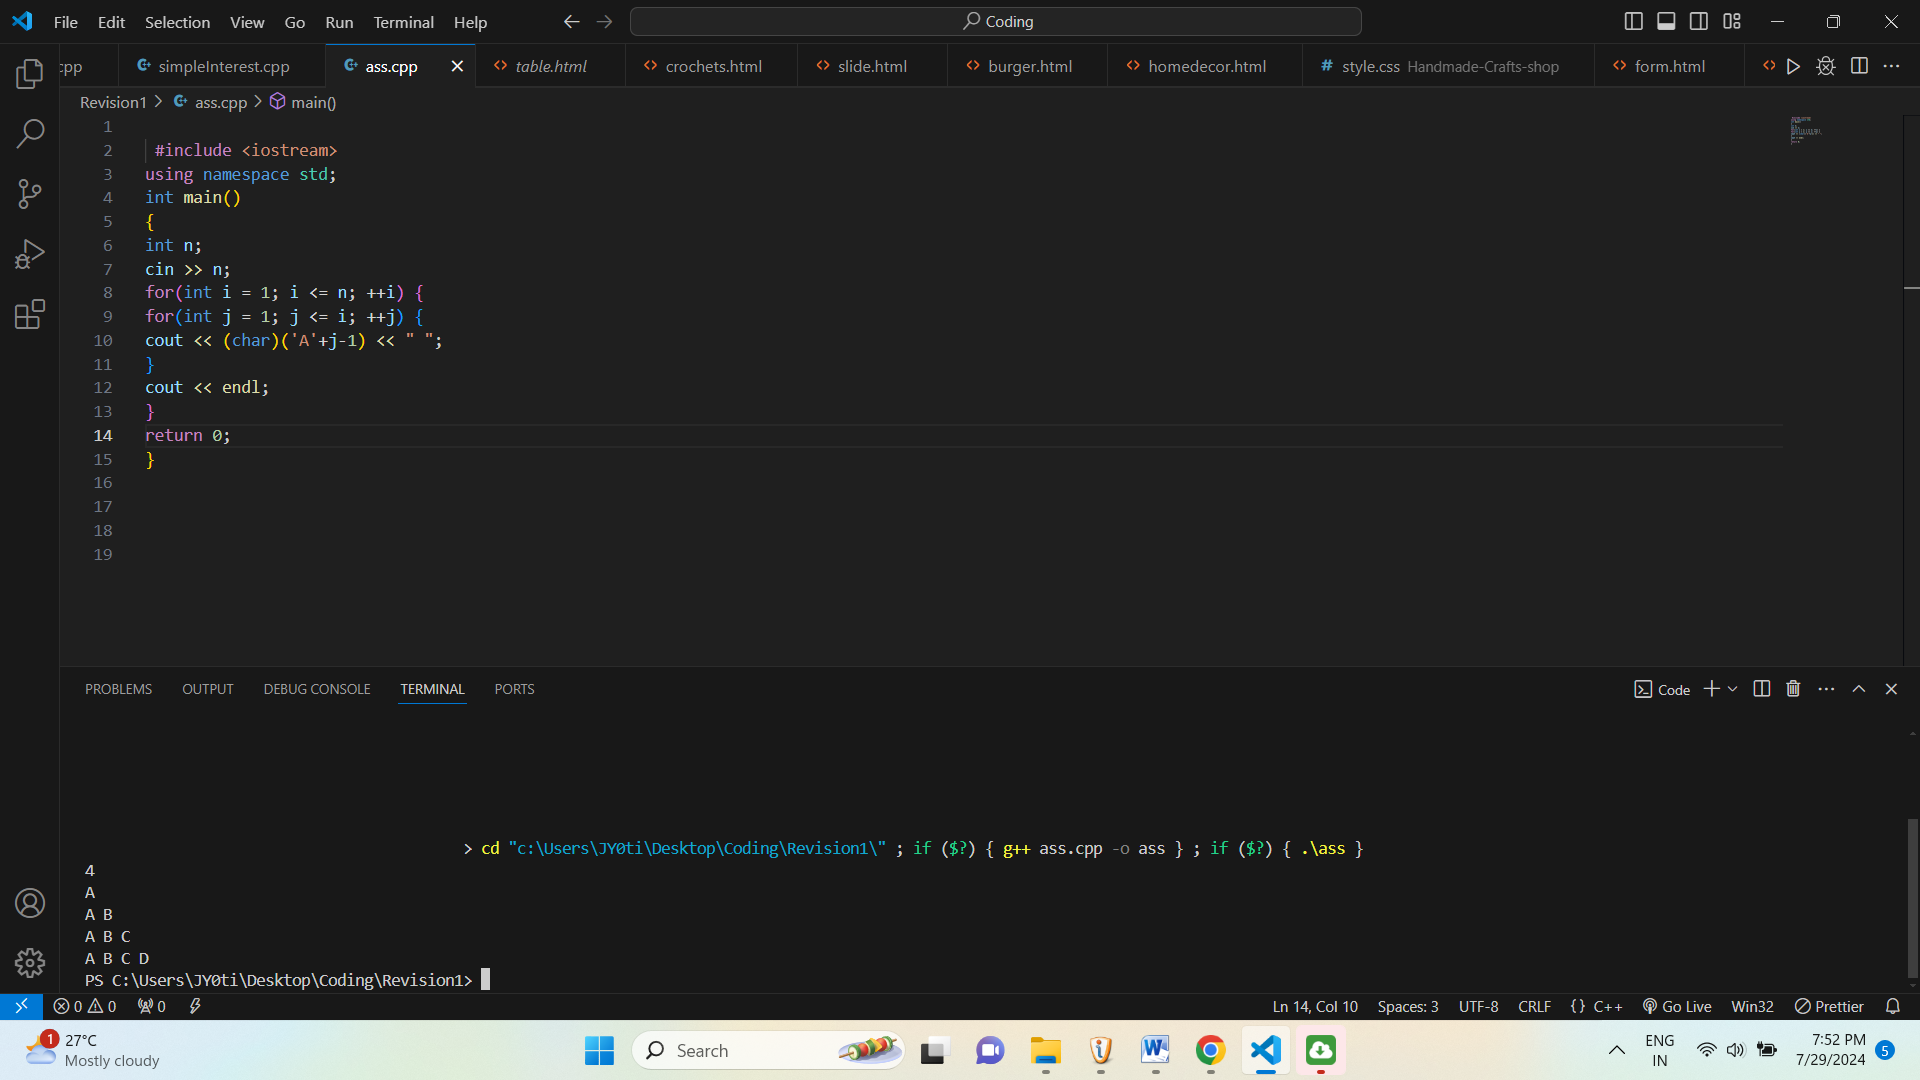 File Edit Selection View Go Run Terminal Help Coding
cpp simpleInterest.cpp ass.cpp table.html crochets.html slide.html burger.html homedecor.html style.css Handmade-Crafts-shop form.html
Revision1 > ass.cpp > main()
1
2 #include <iostream>
3 using namespace std;
4 int main()
5 {
6 int n;
7 cin >> n;
8 for(int i = 1; i <= n; ++i) {
9 for(int j = 1; j <= i; ++j) {
10 cout << (char)('A'+j-1) << " ";
11 }
12 cout << endl;
13 }
14 return 0;
15 }
16
17
18
19
PROBLEMS OUTPUT DEBUG CONSOLE TERMINAL PORTS Code
> cd "c:\Users\JY0ti\Desktop\Coding\Revision1\" ; if ($?) { g++ ass.cpp -o ass } ; if ($?) { .\ass }
4
A
A B
A B C
A B C D
PS C:\Users\JY0ti\Desktop\Coding\Revision1>
0 0 0 Ln 14, Col 10 Spaces: 3 UTF-8 CRLF {} C++ Go Live Win32 Prettier
1 27°C
Mostly cloudy
Search
ENG
IN
7:52 PM
7/29/2024
5